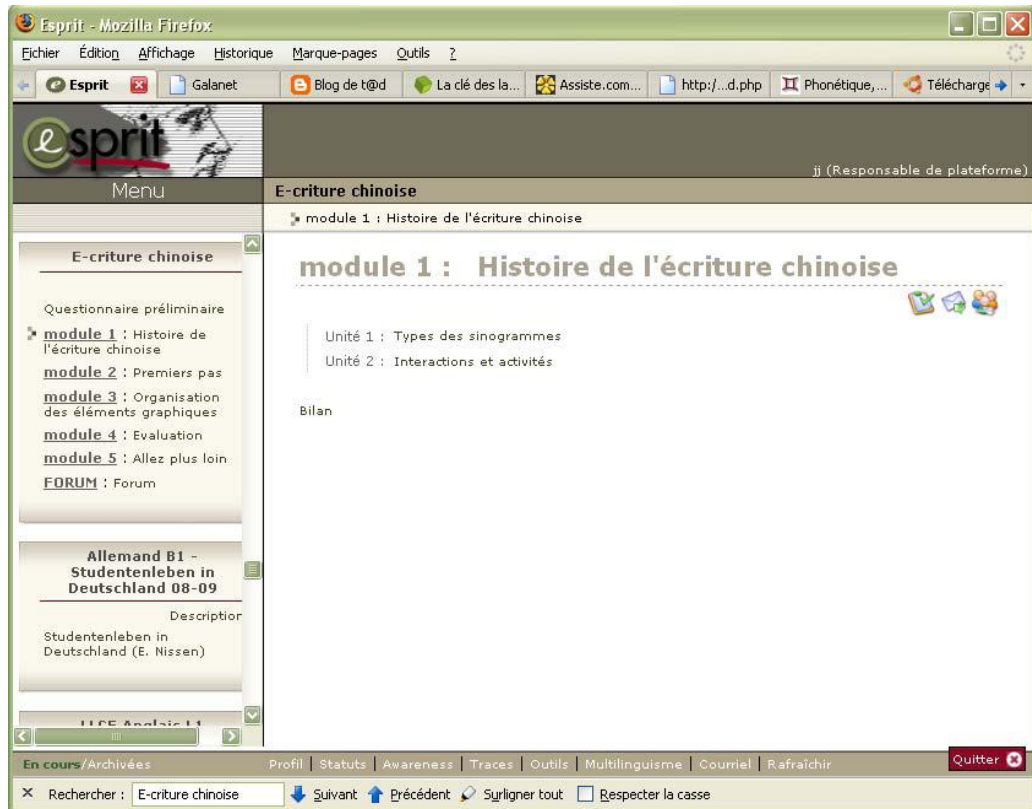 Esprit - Mozilla Firefox
Fichier Édition Affichage Historique Marque-pages Outils ?
Esprit Galanet Blog de t@d La clé des la... Assiste.com... http:/...d.php Phonétique,... Télécharge
esprit
jj (Responsable de plateforme)
Menu
E-criture chinoise
module 1 : Histoire de l'écriture chinoise
E-criture chinoise
Questionnaire préliminaire
module 1 : Histoire de
l'écriture chinoise
module 2 : Premiers pas
module 3 : Organisation
des éléments graphiques
module 4 : Evaluation
module 5 : Allez plus loin
FORUM : Forum
Allemand B1 -
Studentenleben in
Deutschland 08-09
Description
Studentenleben in
Deutschland (E. Nissen)
LLCE Anglais L1
module 1 : Histoire de l'écriture chinoise
Unité 1 : Types des sinogrammes
Unité 2 : Interactions et activités
Bilan
En cours/Archivées
Profil | Statuts | Awareness | Traces | Outils | Multilinguisme | Courriel | Rafraîchir
Quitter
Rechercher : E-criture chinoise Suivant Précédent Surligner tout Respecter la casse